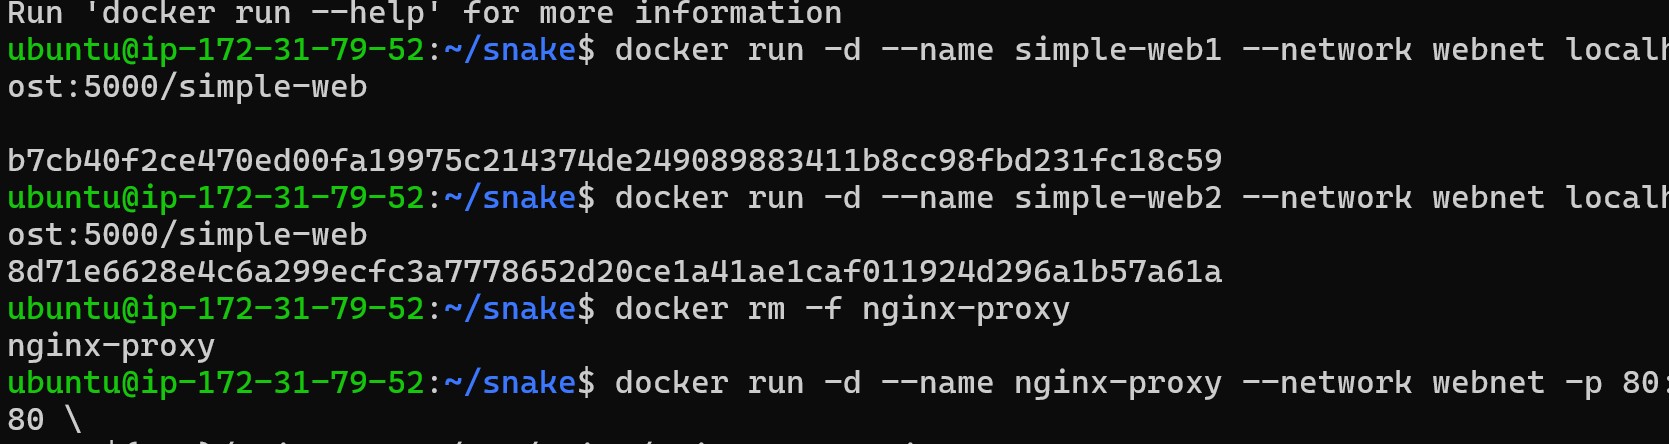 Run 'docker run --help' for more information
ubuntu@ip-172-31-79-52:~/snake$ docker run -d --name simple-web1 --network webnet localh
ost:5000/simple-web
b7cb40f2ce470ed00fa19975c214374de249089883411b8cc98fbd231fc18c59
ubuntu@ip-172-31-79-52:~/snake$ docker run -d --name simple-web2 --network webnet localh
ost:5000/simple-web
8d71e6628e4c6a299ecfc3a7778652d20ce1a41ae1caf011924d296a1b57a61a
ubuntu@ip-172-31-79-52:~/snake$ docker rm -f nginx-proxy
nginx-proxy
ubuntu@ip-172-31-79-52:~/snake$ docker run -d --name nginx-proxy --network webnet -p 80:
80 \